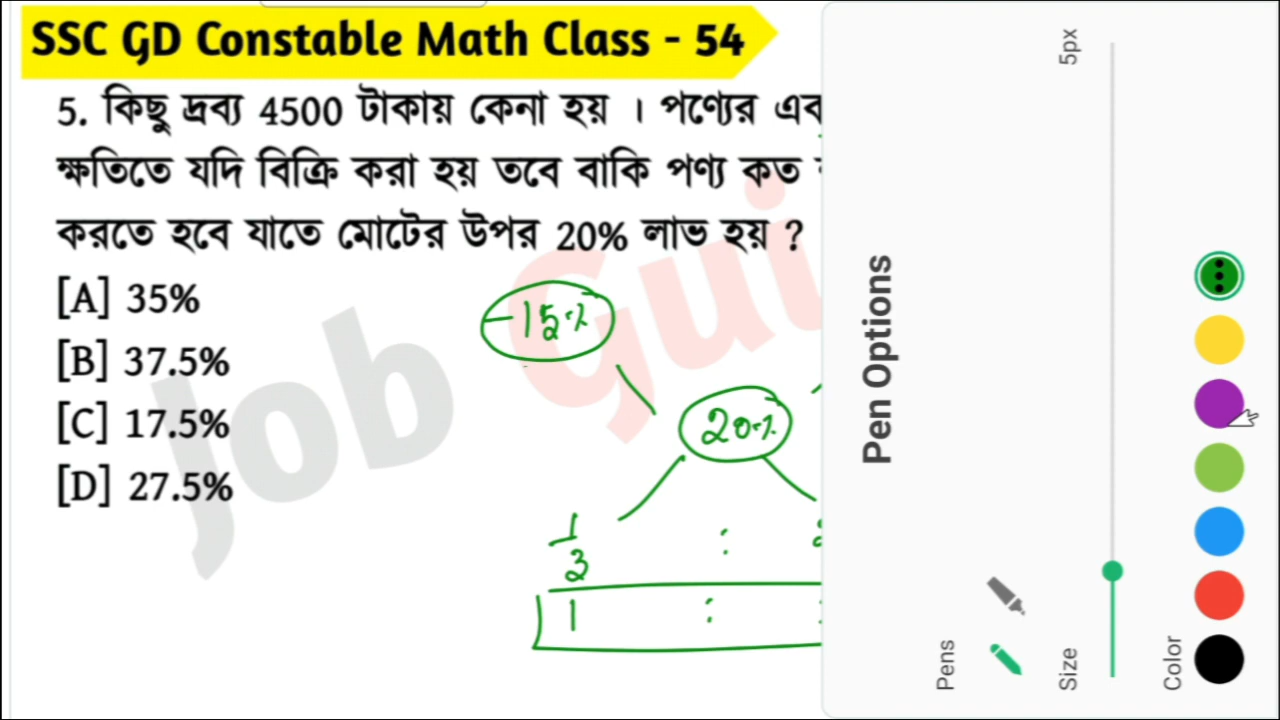 SSC GD Constable Math Class - 54
5. কিছু দ্রব্য 4500 টাকায় কেনা হয় । পণ্যের
ক্ষতিতে যদি বিক্রি করা হয় তবে বাকি পণ্য কত
করতে হবে যাতে মোটের উপর 20% লাভ হয় ?
[A] 35%
[B] 37.5%
[C] 17.5%
[D] 27.5%
-15%
20%
1/3 :
1 :
Job Gui
Pen Options
Pens
Size
5px
Color